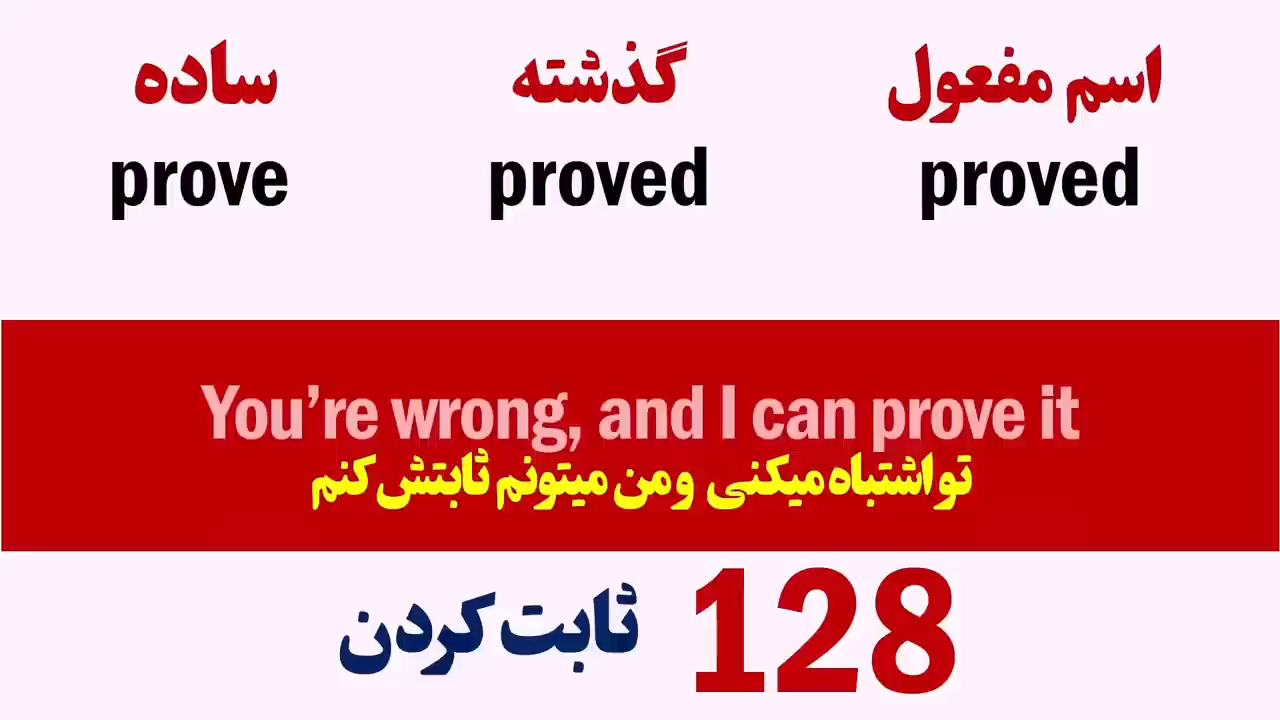 ساده
گذشته
اسم مفعول
prove
proved
proved
You’re wrong, and I can prove it
تو اشتباه میکنی و من میتونم ثابتش کنم
128
ثابت کردن